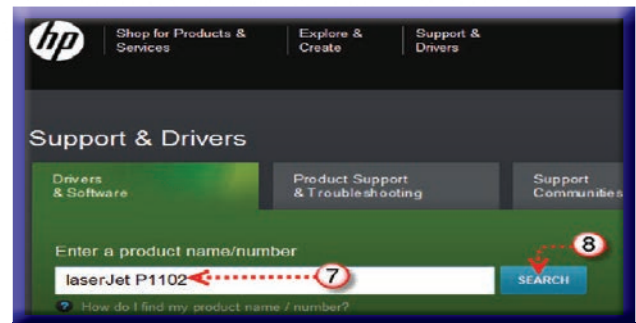 hp
Shop for Products & Services
Explore & Create
Support & Drivers
Support & Drivers
Drivers & Software
Product Support & Troubleshooting
Support Communities
Enter a product name/number
laserJet P1102
7
8
SEARCH
? How do I find my product name / number?